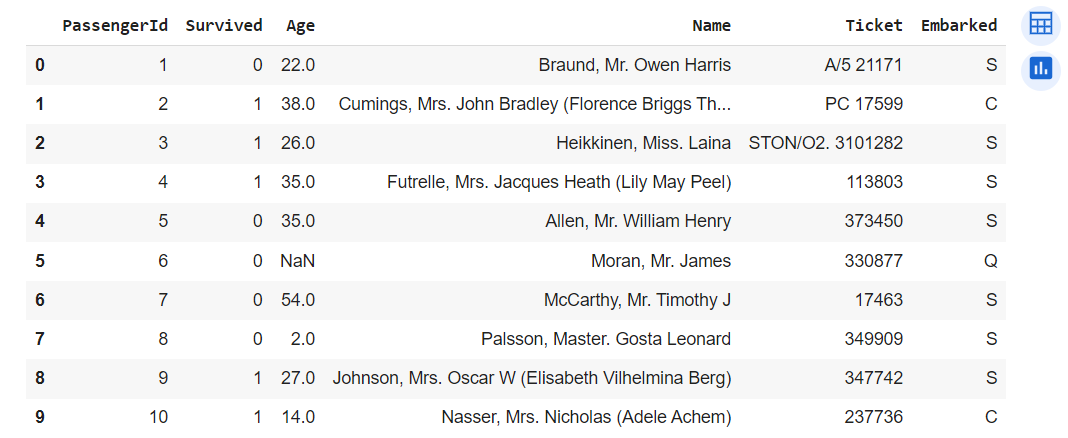 PassengerId Survived Age Name Ticket Embarked
0 1 0 22.0 Braund, Mr. Owen Harris A/5 21171 S
1 2 1 38.0 Cumings, Mrs. John Bradley (Florence Briggs Th... PC 17599 C
2 3 1 26.0 Heikkinen, Miss. Laina STON/O2. 3101282 S
3 4 1 35.0 Futrelle, Mrs. Jacques Heath (Lily May Peel) 113803 S
4 5 0 35.0 Allen, Mr. William Henry 373450 S
5 6 0 NaN Moran, Mr. James 330877 Q
6 7 0 54.0 McCarthy, Mr. Timothy J 17463 S
7 8 0 2.0 Palsson, Master. Gosta Leonard 349909 S
8 9 1 27.0 Johnson, Mrs. Oscar W (Elisabeth Vilhelmina Berg) 347742 S
9 10 1 14.0 Nasser, Mrs. Nicholas (Adele Achem) 237736 C